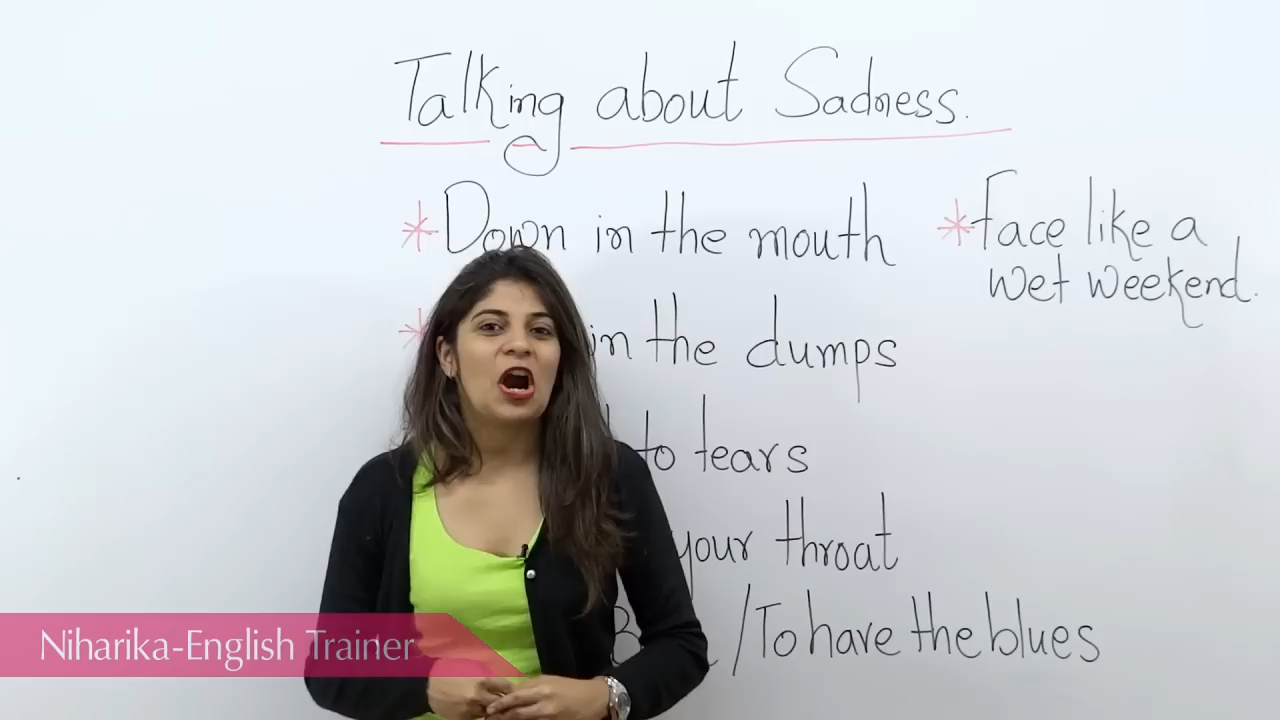 Talking about Sadness.
* Down in the mouth
* Face like a
wet weekend.
* in the dumps
to tears
your throat
/ To have the blues
Niharika-English Trainer